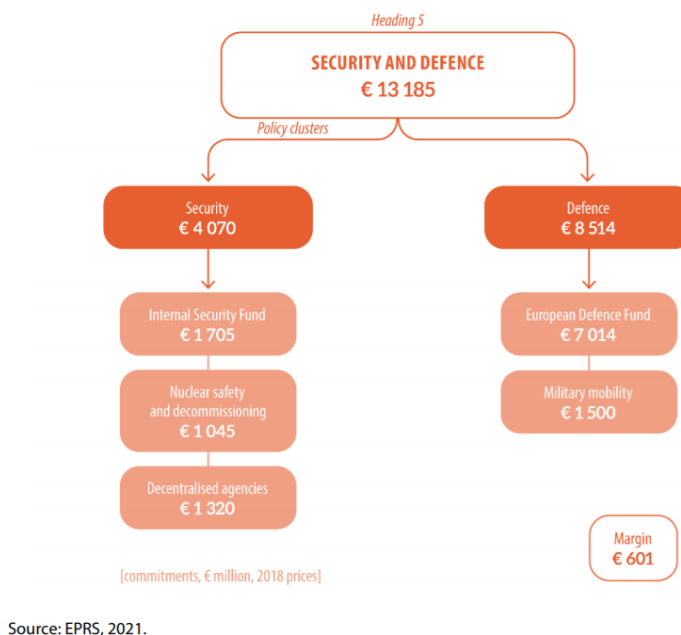 Heading 5
SECURITY AND DEFENCE
€ 13 185
Policy clusters
Security
€ 4 070
Defence
€ 8 514
Internal Security Fund
€ 1 705
European Defence Fund
€ 7 014
Nuclear safety
and decommissioning
€ 1 045
Military mobility
€ 1 500
Decentralised agencies
€ 1 320
Margin
€ 601
[commitments, € million, 2018 prices]
Source: EPRS, 2021.